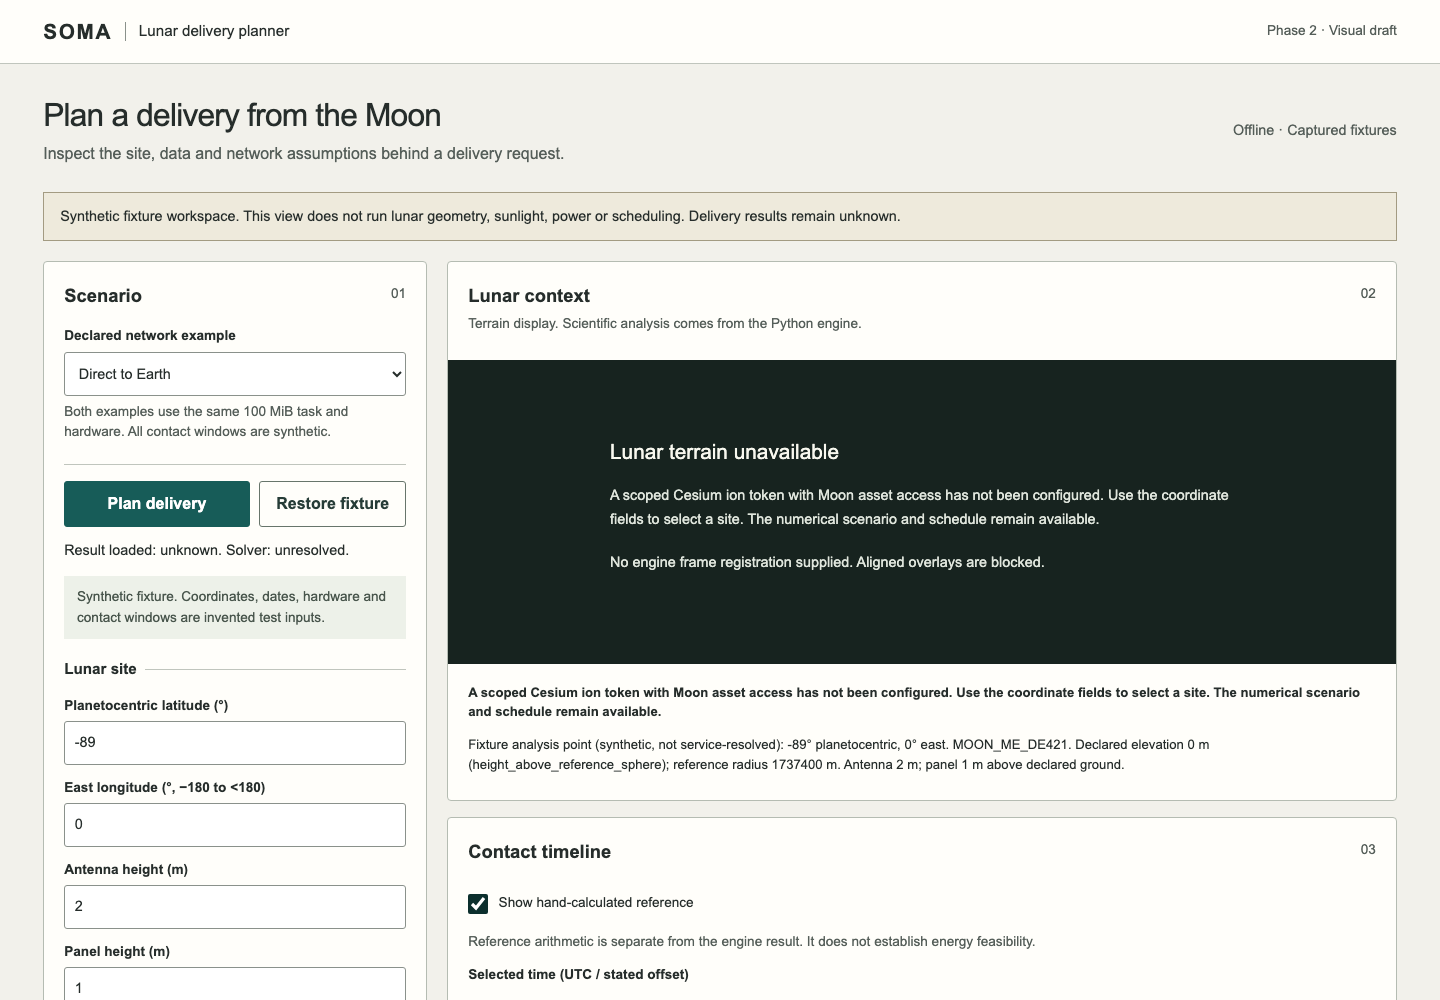 SOMA
Lunar delivery planner
Phase 2 · Visual draft
Plan a delivery from the Moon
Inspect the site, data and network assumptions behind a delivery request.
Offline · Captured fixtures
Synthetic fixture workspace. This view does not run lunar geometry, sunlight, power or scheduling. Delivery results remain unknown.
Scenario
01
Declared network example
Direct to Earth
Both examples use the same 100 MiB task and
hardware. All contact windows are synthetic.
Plan delivery
Restore fixture
Result loaded: unknown. Solver: unresolved.
Synthetic fixture. Coordinates, dates, hardware and
contact windows are invented test inputs.
Lunar site
Planetocentric latitude (°)
-89
East longitude (°, −180 to <180)
0
Antenna height (m)
2
Panel height (m)
1
Lunar context
02
Terrain display. Scientific analysis comes from the Python engine.
Lunar terrain unavailable
A scoped Cesium ion token with Moon asset access has not been configured. Use the coordinate
fields to select a site. The numerical scenario and schedule remain available.
No engine frame registration supplied. Aligned overlays are blocked.
A scoped Cesium ion token with Moon asset access has not been configured. Use the coordinate fields to select a site. The numerical scenario
and schedule remain available.
Fixture analysis point (synthetic, not service-resolved): -89° planetocentric, 0° east. MOON_ME_DE421. Declared elevation 0 m
(height_above_reference_sphere); reference radius 1737400 m. Antenna 2 m; panel 1 m above declared ground.
Contact timeline
03
Show hand-calculated reference
Reference arithmetic is separate from the engine result. It does not establish energy feasibility.
Selected time (UTC / stated offset)